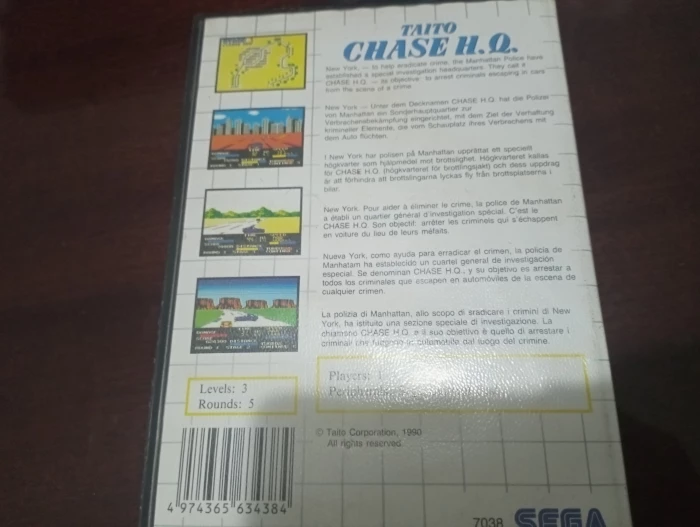 TAITO
CHASE H.Q.
New York, – to help eradicate crime, the Manhattan Police have
established a special investigation headquarters. They call it
CHASE H.Q. – its objective: to arrest criminals escaping in cars
from the scene of a crime.
New York – Unter dem Decknamen CHASE H.Q. hat die Polizei
von Manhattan ein Sonderhauptquartier zur
Verbrechensbekämpfung eingerichtet, mit dem Ziel der Verhaftung
krimineller Elemente, die vom Schauplatz ihres Verbrechens mit
dem Auto flüchten.
I New York har polisen på Manhattan upprättat ett speciellt
högkvarter som hjälpmedel mot brottslighet. Högkvarteret kallas
för CHASE H.Q. (högkvarteret för brottsjngsjakt) och dess uppdrag
är att förhindra att brottslingarna lyckas fly från brottsplatserna i
bilar.
New York. Pour aider à éliminer le crime, la police de Manhattan
a établi un quartier général d'investigation spécial. C'est le
CHASE H.Q. Son objectif: arrêter les criminels qui s'échappent
en voiture du lieu de leurs méfaits.
Nueva York, como ayuda para erradicar el crimen, la policía de
Manhatam ha establecido un cuartel general de investigación
especial. Se denominan CHASE H.Q., y su objetivo es arrestar a
todos los criminales que escapen en automóviles de la escena de
cualquier crimen.
La polizia di Manhattan, allo scopo di sradicare i crimini di New
York, ha istituito una sezione speciale di investigazione. La
chiamano CHASE H.Q. e il suo obiettivo è quello di arrestare i
criminali che fuggono in automobile dal luogo del crimine.
Levels: 3
Rounds: 5
Players: 1
© Taito Corporation, 1990
All rights reserved.
4 974365 634384
7038 SEGA